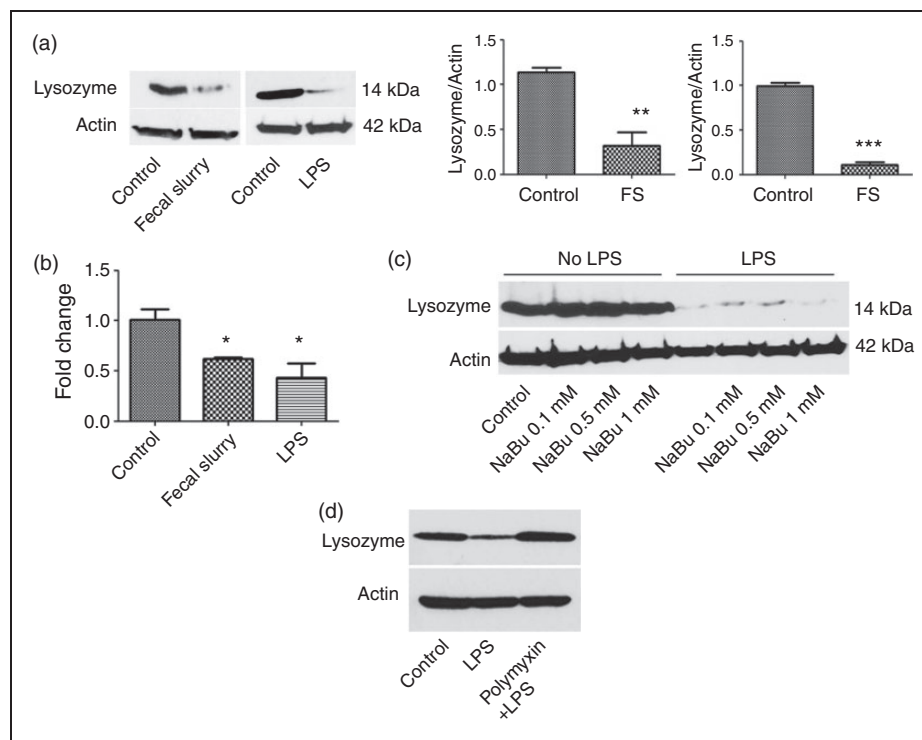 (a)
Lysozyme
14 kDa
Actin
42 kDa
Control
Fecal slurry
Control
LPS
Lysozyme/Actin
1.5
1.0
0.5
0.0
**
Control
FS
Lysozyme/Actin
1.5
1.0
0.5
0.0
***
Control
FS
(b)
Fold change
1.5
1.0
0.5
0.0
*
*
Control
Fecal slurry
LPS
(c)
No LPS
LPS
Lysozyme
14 kDa
Actin
42 kDa
Control
NaBu 0.1 mM
NaBu 0.5 mM
NaBu 1 mM
NaBu 0.1 mM
NaBu 0.5 mM
NaBu 1 mM
(d)
Lysozyme
Actin
Control
LPS
Polymyxin
+LPS